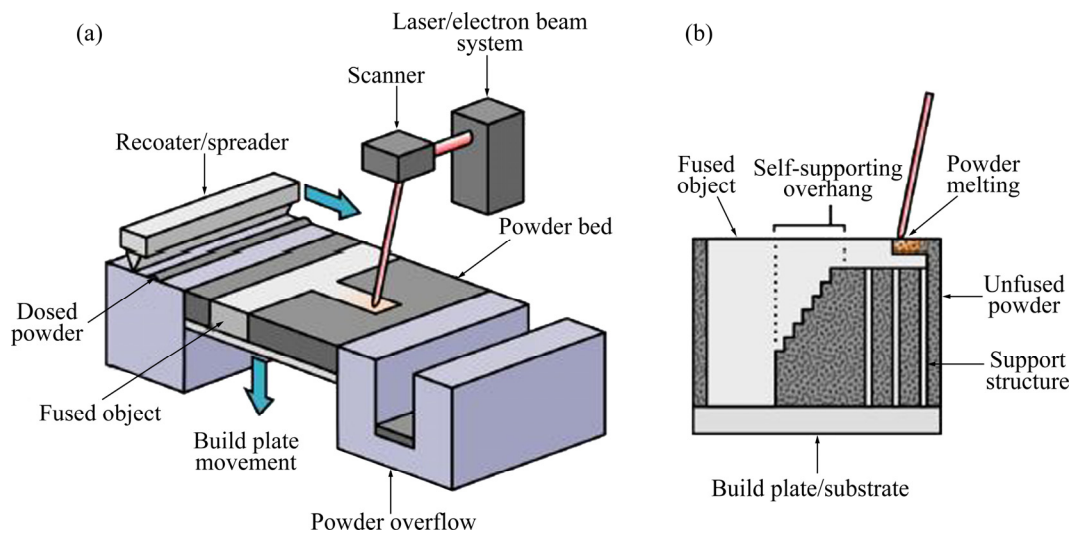 (a)
Laser/electron beam
system
Scanner
Recoater/spreader
Powder bed
Dosed
powder
Fused object
Build plate
movement
Powder overflow
(b)
Fused
object
Self-supporting
overhang
Powder
melting
Unfused
powder
Support
structure
Build plate/substrate